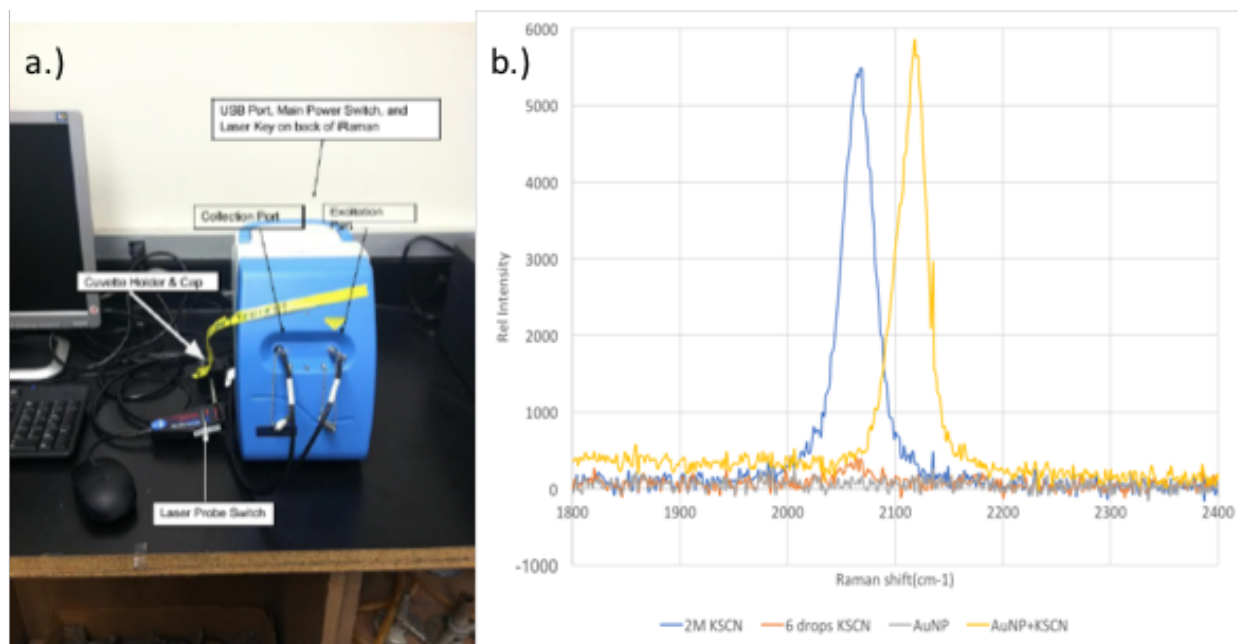 a.)
USB Port, Main Power Switch, and
Laser Key on back of iRaman
Collection Port
Excitation
Port
Cuvette Holder & Cap
Laser Probe Switch
b.)
6000
5000
4000
3000
2000
1000
0
-1000
Rel Intensity
1800
1900
2000
2100
2200
2300
2400
Raman shift(cm-1)
2M KSCN
6 drops KSCN
AuNP
AuNP+KSCN